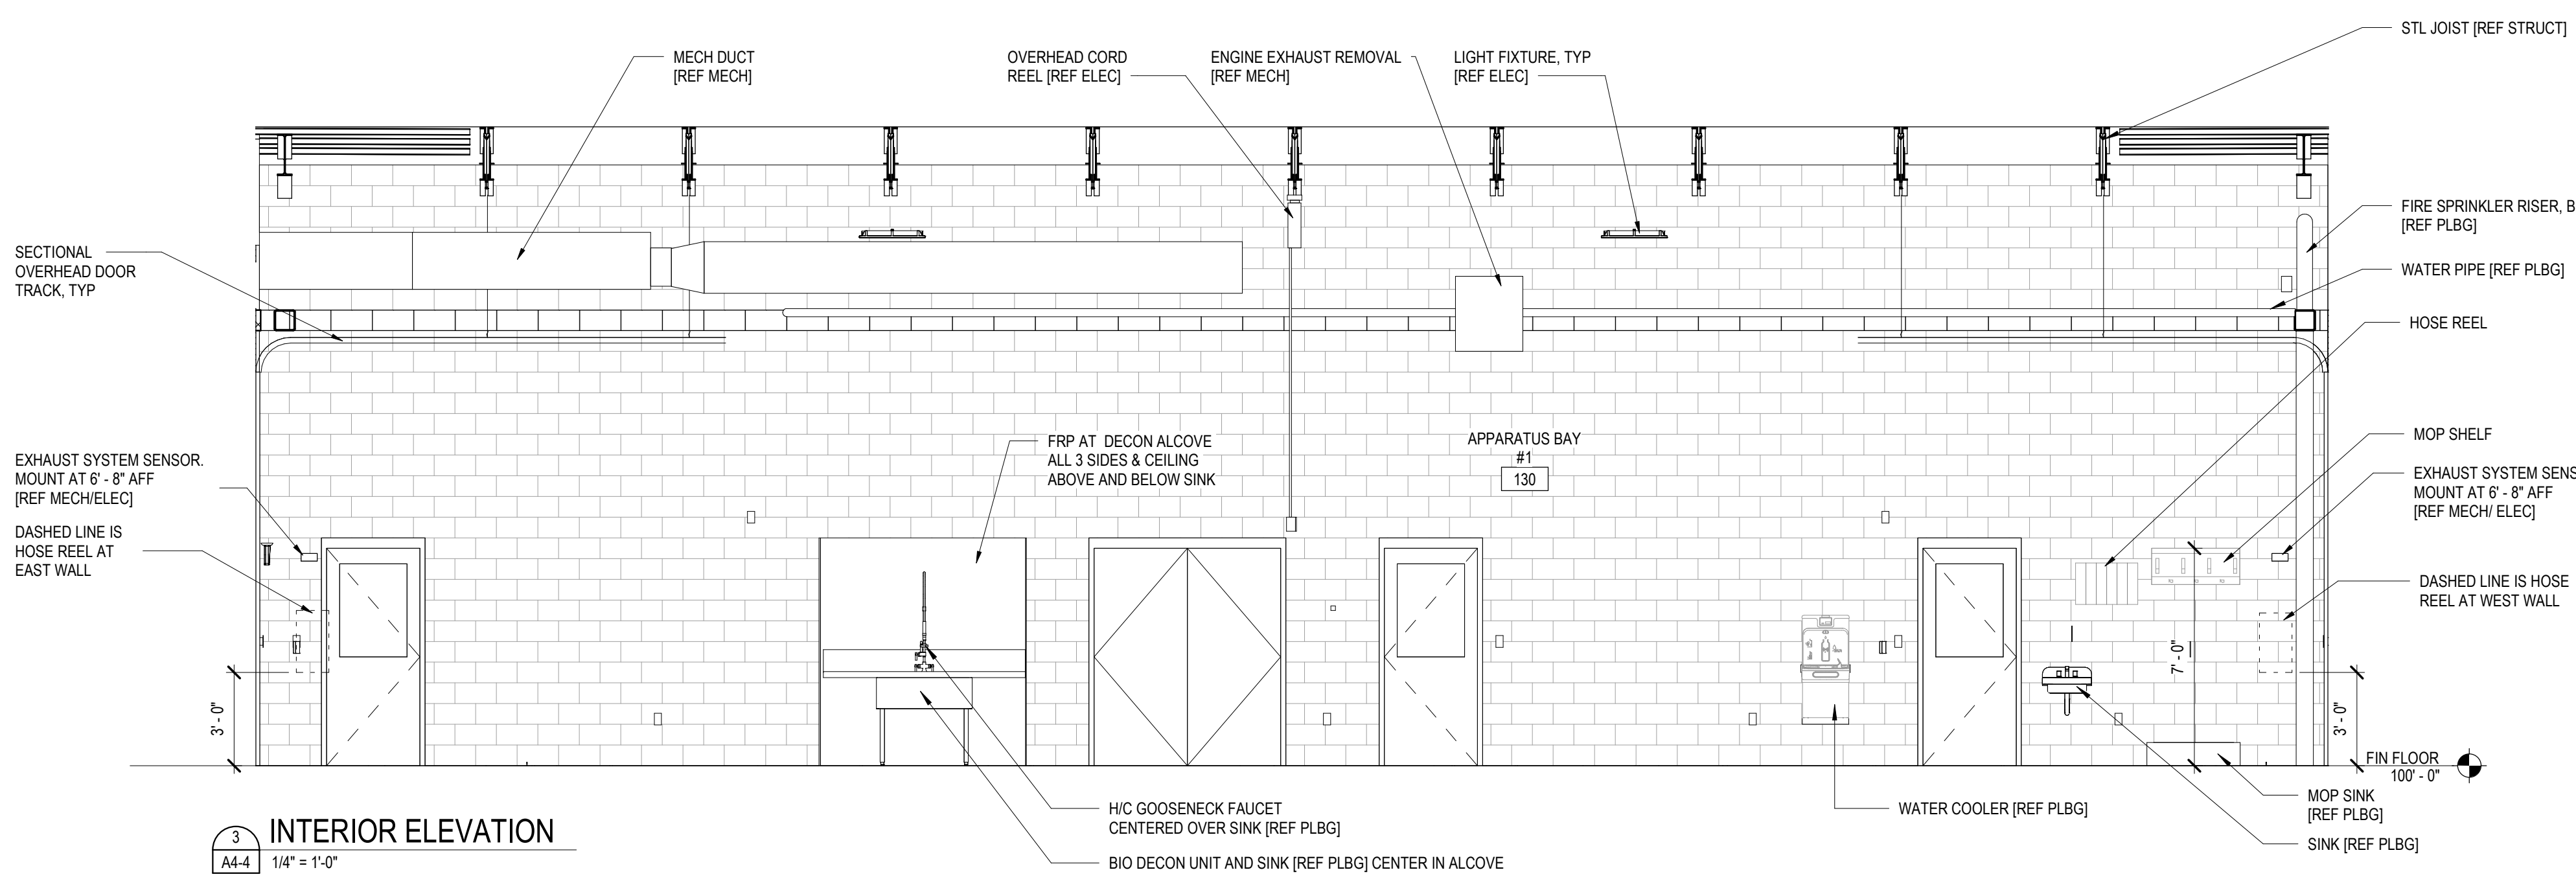 STL JOIST [REF STRUCT]
MECH DUCT
[REF MECH]
OVERHEAD CORD
REEL [REF ELEC]
ENGINE EXHAUST REMOVAL
[REF MECH]
LIGHT FIXTURE, TYP
[REF ELEC]
FIRE SPRINKLER RISER, B
[REF PLBG]
SECTIONAL
OVERHEAD DOOR
TRACK, TYP
WATER PIPE [REF PLBG]
HOSE REEL
FRP AT DECON ALCOVE
ALL 3 SIDES & CEILING
ABOVE AND BELOW SINK
APPARATUS BAY
#1
130
MOP SHELF
EXHAUST SYSTEM SENSOR.
MOUNT AT 6' - 8" AFF
[REF MECH/ELEC]
EXHAUST SYSTEM SENS
MOUNT AT 6' - 8" AFF
[REF MECH/ ELEC]
DASHED LINE IS
HOSE REEL AT
EAST WALL
DASHED LINE IS HOSE
REEL AT WEST WALL
7' - 0"
3' - 0"
3' - 0"
FIN FLOOR
100' - 0"
MOP SINK
[REF PLBG]
SINK [REF PLBG]
WATER COOLER [REF PLBG]
H/C GOOSENECK FAUCET
CENTERED OVER SINK [REF PLBG]
BIO DECON UNIT AND SINK [REF PLBG] CENTER IN ALCOVE
3
A4-4
INTERIOR ELEVATION
1/4" = 1'-0"